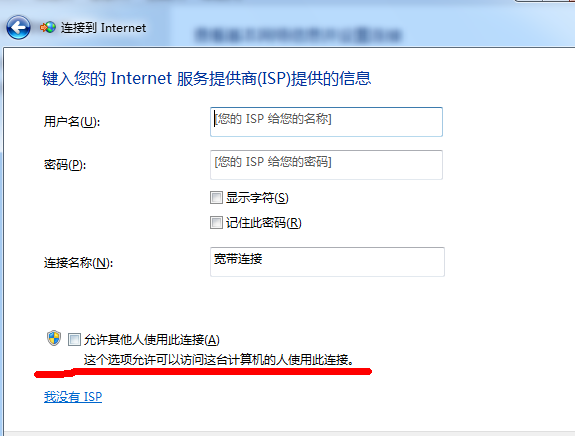 连接到 Internet
键入您的 Internet 服务提供商(ISP)提供的信息
用户名(U):
[您的 ISP 给您的名称]
密码(P):
[您的 ISP 给您的密码]
显示字符(S)
记住此密码(R)
连接名称(N):
宽带连接
允许其他人使用此连接(A)
这个选项允许可以访问这台计算机的人使用此连接。
我没有 ISP